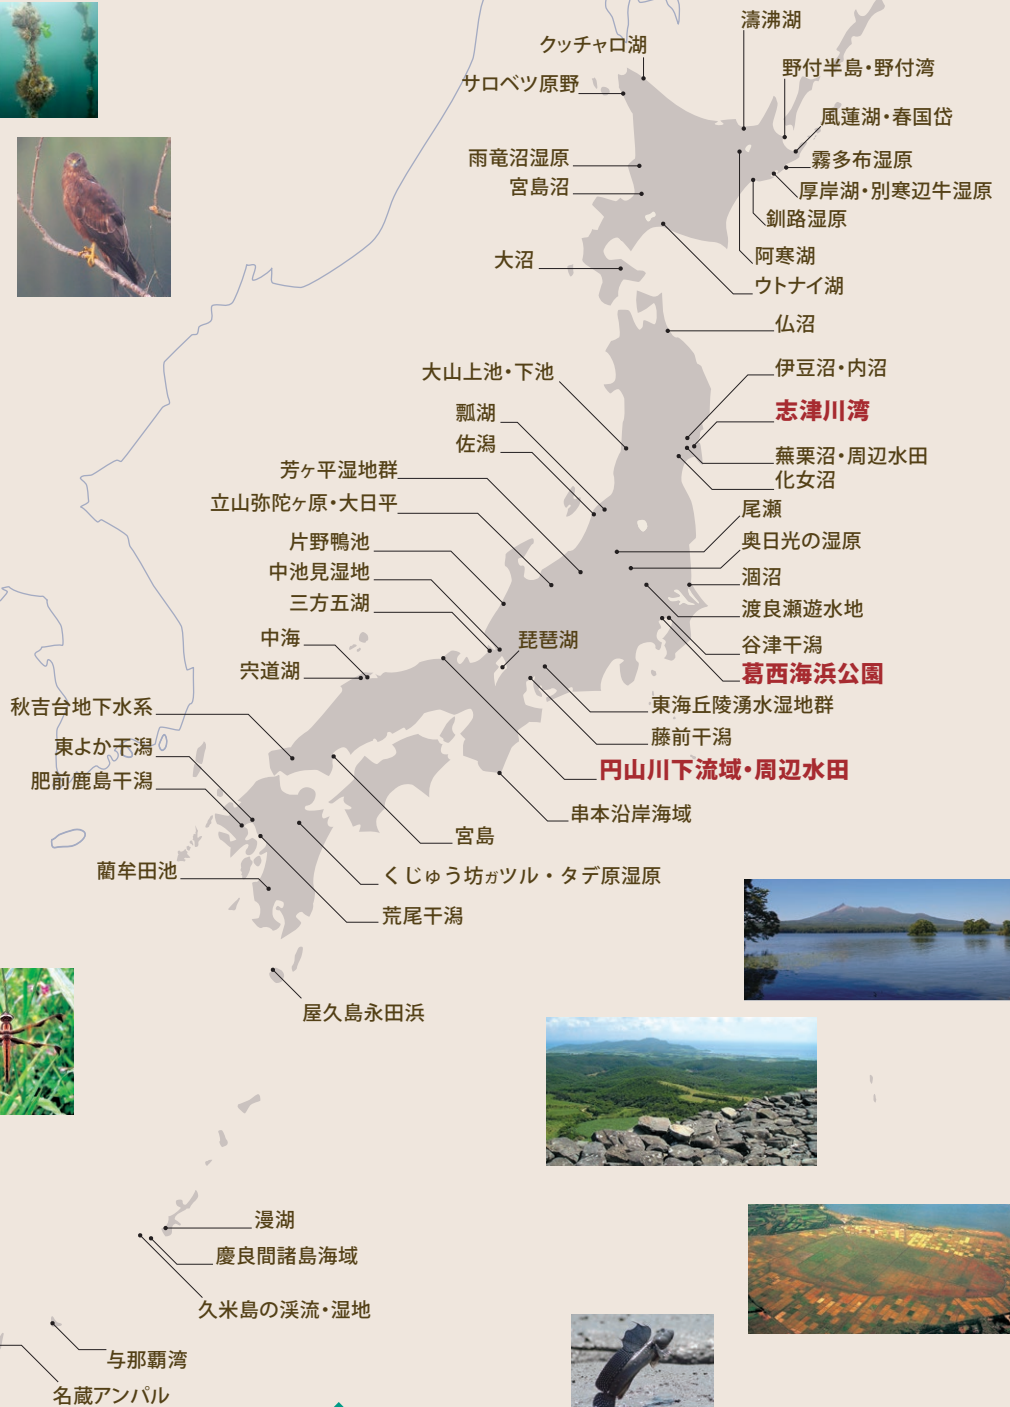 濤沸湖
クッチャロ湖
野付半島・野付湾
サロベツ原野
風蓮湖・春国岱
雨竜沼湿原
霧多布湿原
宮島沼
厚岸湖・別寒辺牛湿原
釧路湿原
阿寒湖
大沼
ウトナイ湖
仏沼
伊豆沼・内沼
大山上池・下池
志津川湾
瓢湖
佐潟
蕪栗沼・周辺水田
芳ヶ平湿地群
化女沼
立山弥陀ヶ原・大日平
尾瀬
片野鴨池
奥日光の湿原
中池見湿地
涸沼
三方五湖
渡良瀬遊水地
中海
琵琶湖
谷津干潟
宍道湖
葛西海浜公園
秋吉台地下水系
東海丘陵湧水湿地群
東よか干潟
藤前干潟
肥前鹿島干潟
円山川下流域・周辺水田
串本沿岸海域
宮島
藺牟田池
くじゅう坊ガツル・タデ原湿原
荒尾干潟
屋久島永田浜
漫湖
慶良間諸島海域
久米島の渓流・湿地
与那覇湾
名蔵アンパル